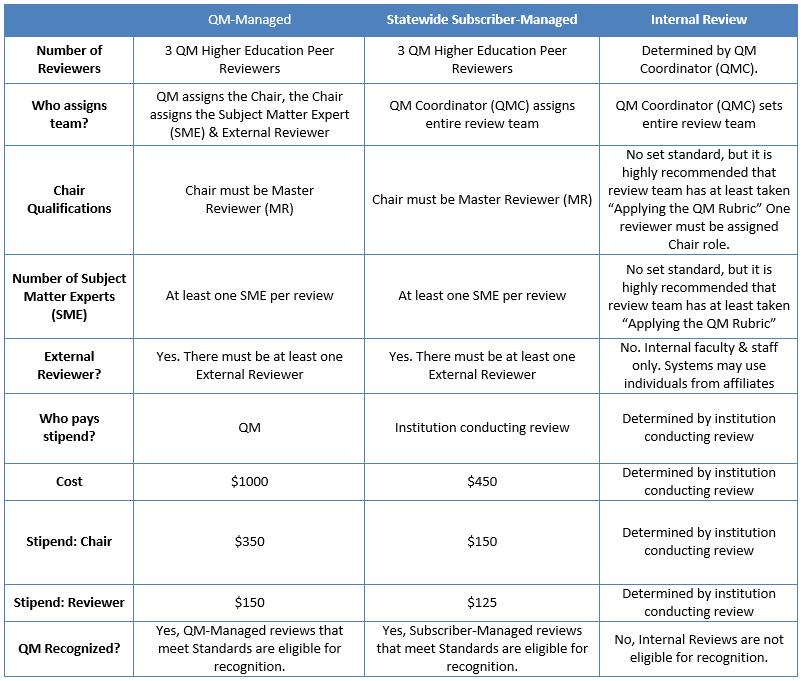 QM-Managed
Statewide Subscriber-Managed
Internal Review
Number of
Reviewers
3 QM Higher Education Peer
Reviewers
3 QM Higher Education Peer
Reviewers
Determined by QM
Coordinator (QMC).
Who assigns
team?
QM assigns the Chair, the Chair
assigns the Subject Matter Expert
(SME) & External Reviewer
QM Coordinator (QMC) assigns
entire review team
QM Coordinator (QMC) sets
entire review team
Chair
Qualifications
Chair must be Master
Reviewer (MR)
Chair must be Master Reviewer (MR)
No set standard, but it is
highly recommended that
review team has at least taken
“Applying the QM Rubric” One
reviewer must be assigned
Chair role.
Number of Subject
Matter Experts
(SME)
At least one SME per review
At least one SME per review
No set standard, but it is
highly recommended that
review team has at least taken
“Applying the QM Rubric”
External
Reviewer?
Yes. There must be at least one
External Reviewer
Yes. There must be at least one
External Reviewer
No. Internal faculty & staff
only. Systems may use
individuals from affiliates
Who pays
stipend?
QM
Institution conducting review
Determined by institution
conducting review
Cost
$1000
$450
Determined by institution
conducting review
Stipend: Chair
$350
$150
Determined by institution
conducting review
Stipend: Reviewer
$150
$125
Determined by institution
conducting review
QM Recognized?
Yes, QM-Managed reviews that
meet Standards are eligible for
recognition.
Yes, Subscriber-Managed reviews
that meet Standards are eligible for
recognition.
No, Internal Reviews are not
eligible for recognition.